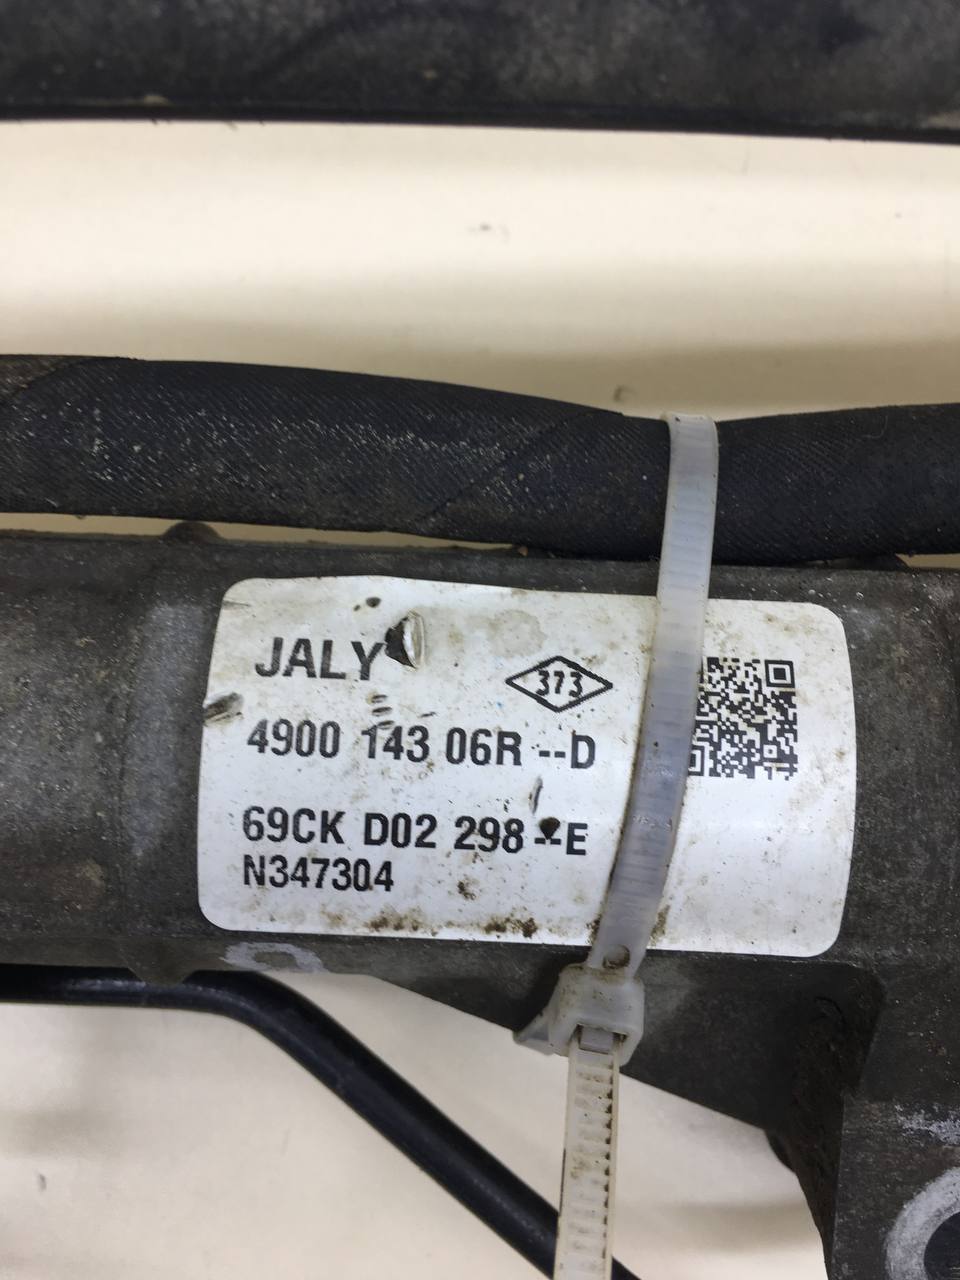 JALY
373
4900 143 06R --D
69CK D02 298 --E
N347304